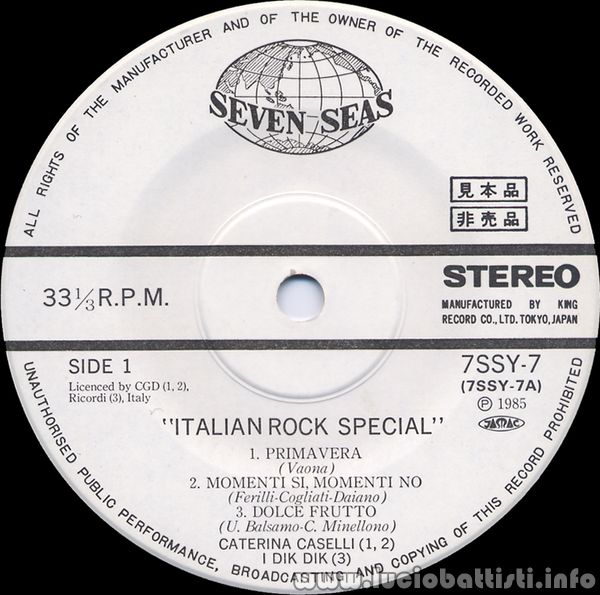 ALL RIGHTS OF THE MANUFACTURER AND OF THE OWNER OF THE RECORDED WORK RESERVED
SEVEN SEAS
見本品
非売品
33 1/3 R.P.M.
STEREO
MANUFACTURED BY KING
RECORD CO., LTD. TOKYO, JAPAN
SIDE 1
Licenced by CGD (1, 2),
Ricordi (3), Italy
7SSY-7
(7SSY-7A)
Ⓟ 1985
JASRAC
"ITALIAN ROCK SPECIAL"
1. PRIMAVERA
(Vaona)
2. MOMENTI SI, MOMENTI NO
(Ferilli-Cogliati-Daiano)
3. DOLCE FRUTTO
(U. Balsamo-C. Minellono)
CATERINA CASELLI (1, 2)
I DIK DIK (3)
UNAUTHORISED PUBLIC PERFORMANCE, BROADCASTING AND COPYING OF THIS RECORD PROHIBITED
www.luciobattisti.info